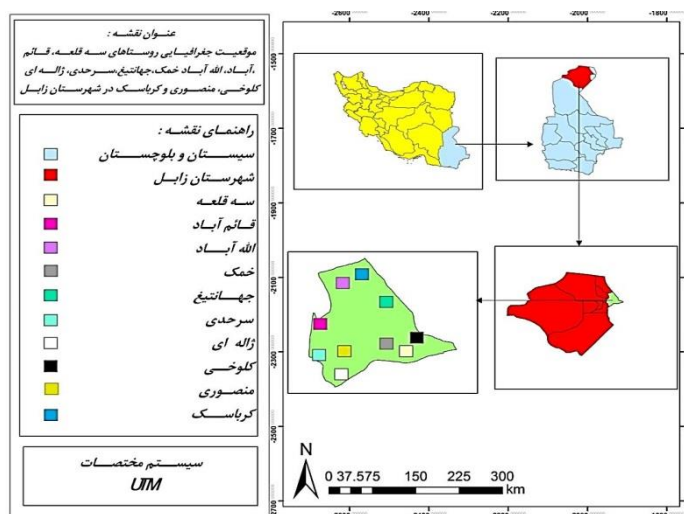 عنوان نقشه :
موقعیت جغرافیایی روستاهای سه قلعه، قائم
آباد، الله آباد خمک،جهانتیغ،سرحدی، ژاله ای،
کلوخی، منصوری و کرباسک در شهرستان زابل
راهنمای نقشه :
سیستان و بلوچستان
شهرستان زابل
سه قلعه
قائم آباد
الله آباد
خمک
جهانتیغ
سرحدی
ژاله ای
کلوخی
منصوری
کرباسک
سیستم مختصات
UTM
-2600 -2400 -2200 -2000 -1800
-1500
-1700
-1900
-2100
-2300
-2500
-2700
N
0 37.575 150 225 300
km